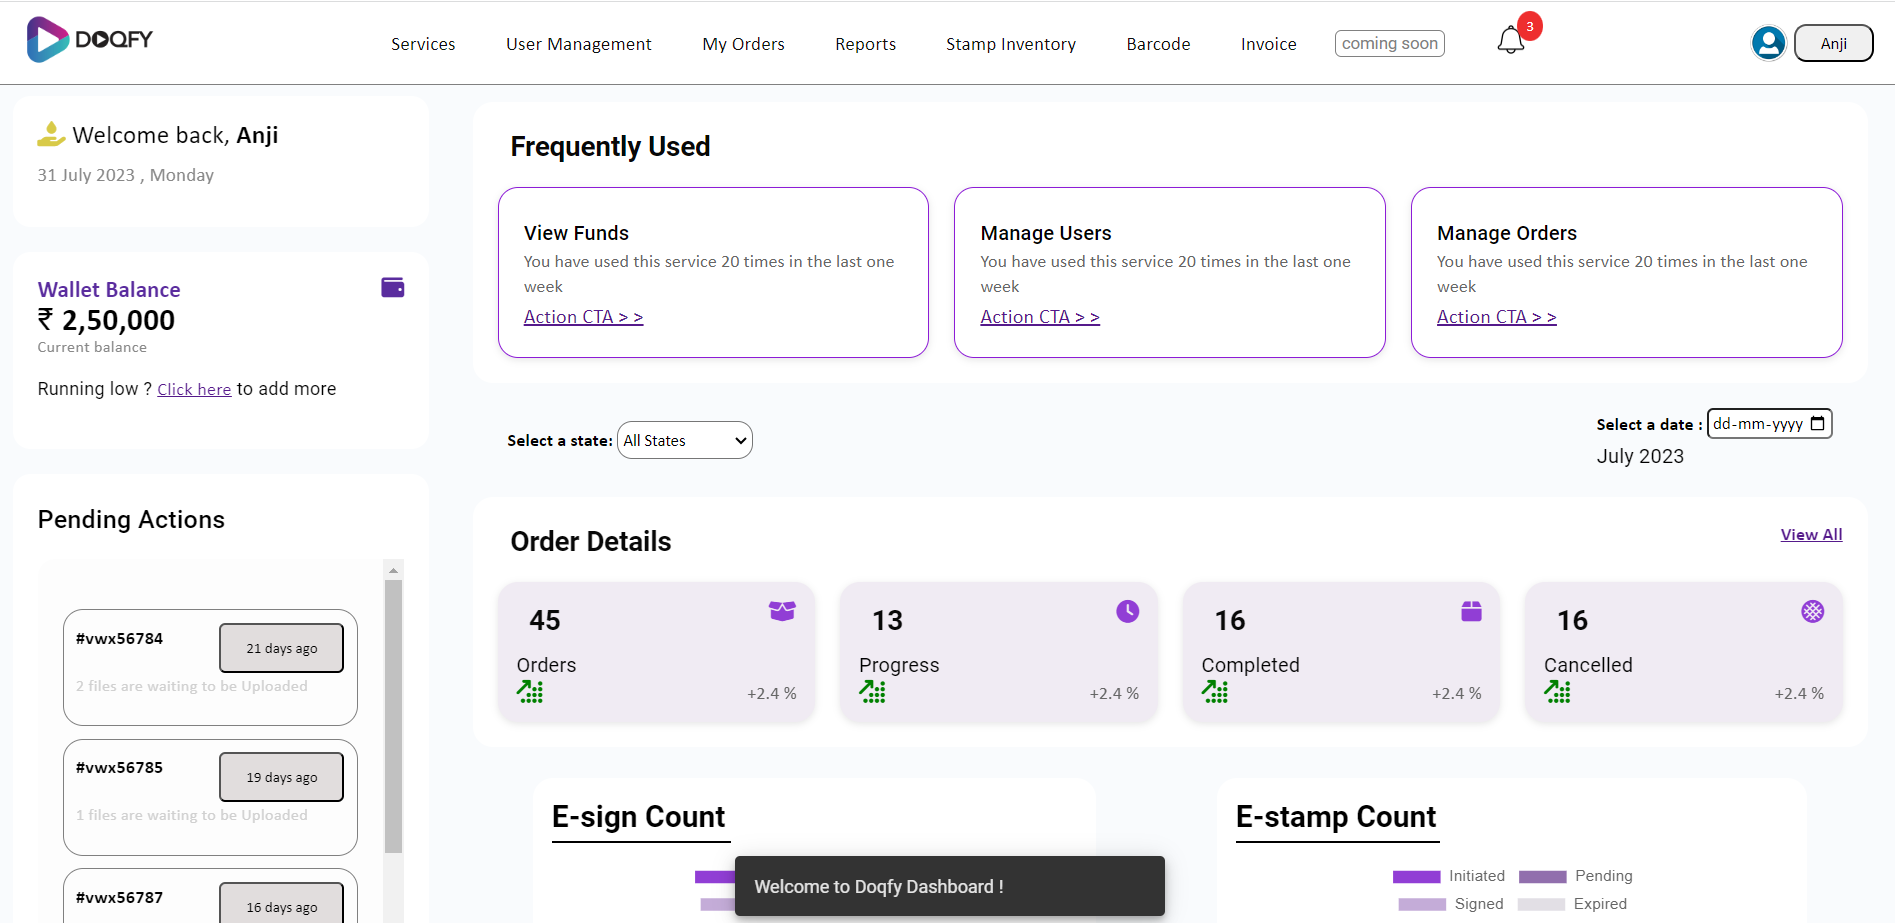 DOQFY
Services
User Management
My Orders
Reports
Stamp Inventory
Barcode
Invoice
coming soon
3
Anji
Welcome back, Anji
31 July 2023 , Monday
Wallet Balance
₹ 2,50,000
Current balance
Running low ? Click here to add more
Pending Actions
#vwx56784
21 days ago
2 files are waiting to be Uploaded
#vwx56785
19 days ago
1 files are waiting to be Uploaded
#vwx56787
16 days ago
Frequently Used
View Funds
You have used this service 20 times in the last one
week
Action CTA > >
Manage Users
You have used this service 20 times in the last one
week
Action CTA > >
Manage Orders
You have used this service 20 times in the last one
week
Action CTA > >
Select a state: All States
Select a date : dd-mm-yyyy
July 2023
Order Details
View All
45
Orders
+2.4 %
13
Progress
+2.4 %
16
Completed
+2.4 %
16
Cancelled
+2.4 %
E-sign Count
E-stamp Count
Initiated
Pending
Signed
Expired
Welcome to Doqfy Dashboard !